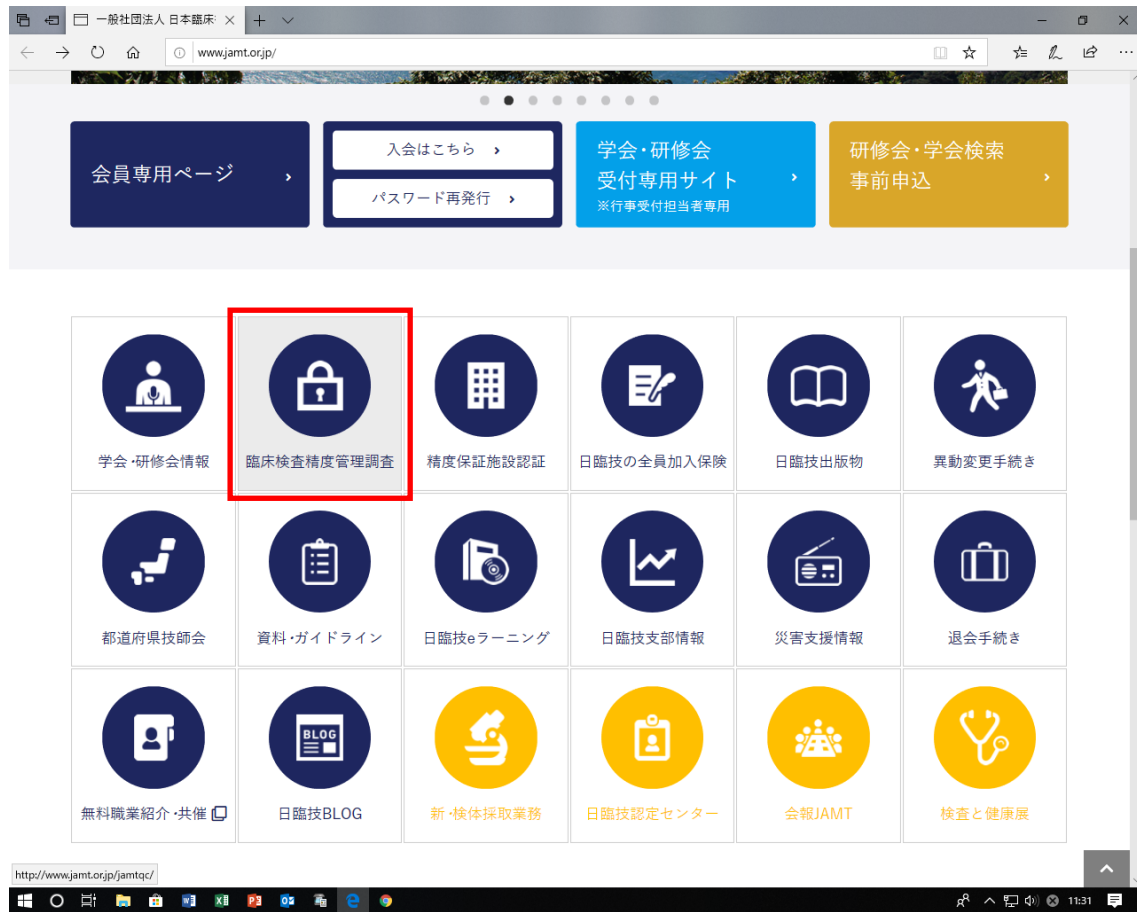 一般社団法人 日本臨床
www.jamt.or.jp/
会員専用ページ
入会はこちら
パスワード再発行
学会・研修会
受付専用サイト
※行事受付担当者専用
研修会・学会検索
事前申込
学会・研修会情報
臨床検査精度管理調査
精度保証施設認証
日臨技の全員加入保険
日臨技出版物
異動変更手続き
都道府県技師会
資料・ガイドライン
日臨技eラーニング
日臨技支部情報
災害支援情報
退会手続き
BLOG
無料職業紹介・共催
日臨技BLOG
新・検体採取業務
日臨技認定センター
会報JAMT
検査と健康展
http://www.jamt.or.jp/jamtqc/
11:31